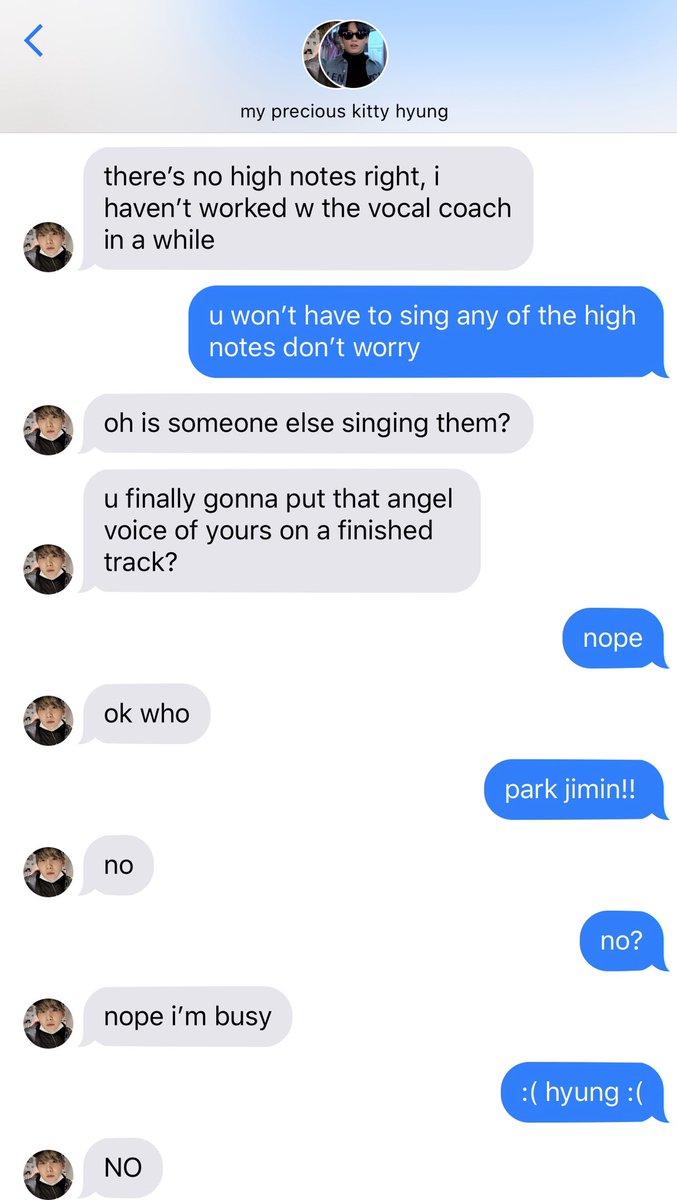 my precious kitty hyung
there's no high notes right, i
haven't worked w the vocal coach
in a while
u won't have to sing any of the high
notes don't worry
oh is someone else singing them?
u finally gonna put that angel
voice of yours on a finished
track?
nope
ok who
park jimin!!
no
no?
nope i'm busy
:( hyung :(
NO